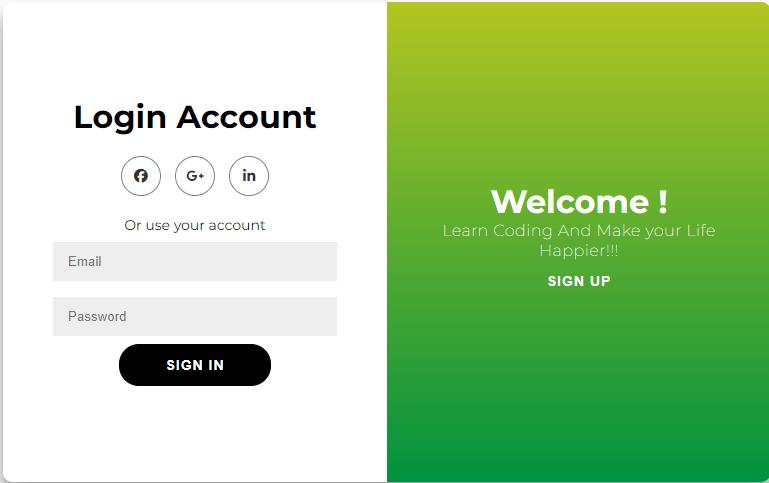 Login Account
G+
in
Or use your account
Email
Password
SIGN IN
Welcome !
Learn Coding And Make your Life
Happier!!!
SIGN UP